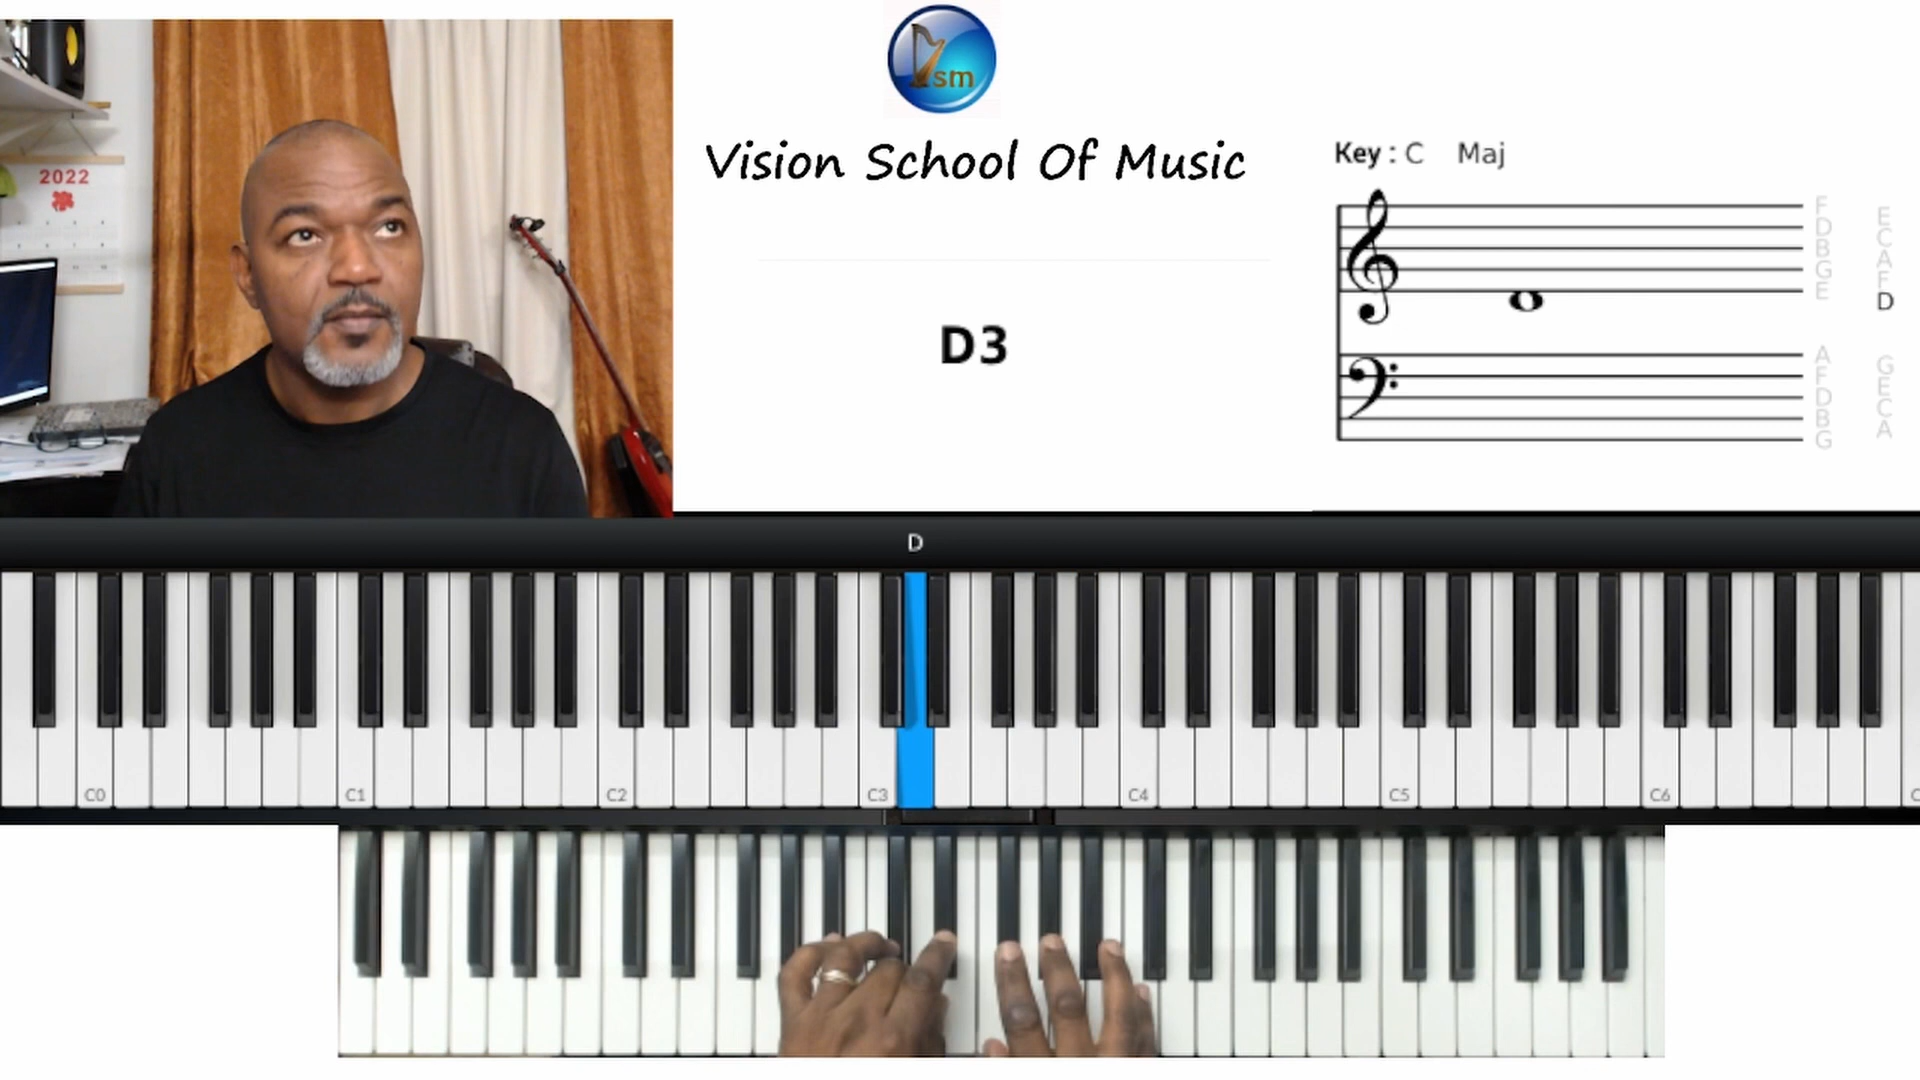 2022
sm
Vision School Of Music
D3
Key : C Maj
F
D
B
G
E
E
C
A
F
D
A
F
D
B
G
G
E
C
A
D
C0 C1 C2 C3 C4 C5 C6 C